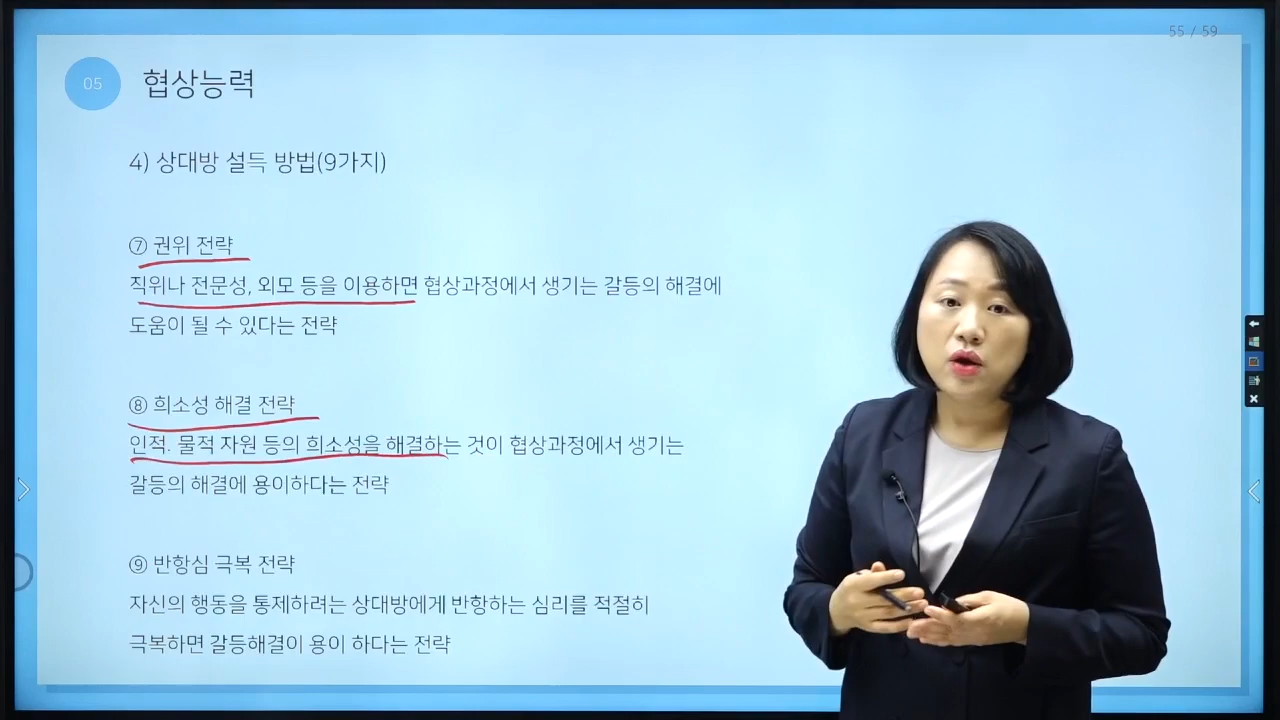 55 / 59
05 협상능력
4) 상대방 설득 방법(9가지)
⑦ 권위 전략
직위나 전문성, 외모 등을 이용하면 협상과정에서 생기는 갈등의 해결에
도움이 될 수 있다는 전략
⑧ 희소성 해결 전략
인적. 물적 자원 등의 희소성을 해결하는 것이 협상과정에서 생기는
갈등의 해결에 용이하다는 전략
⑨ 반항심 극복 전략
자신의 행동을 통제하려는 상대방에게 반항하는 심리를 적절히
극복하면 갈등해결이 용이 하다는 전략